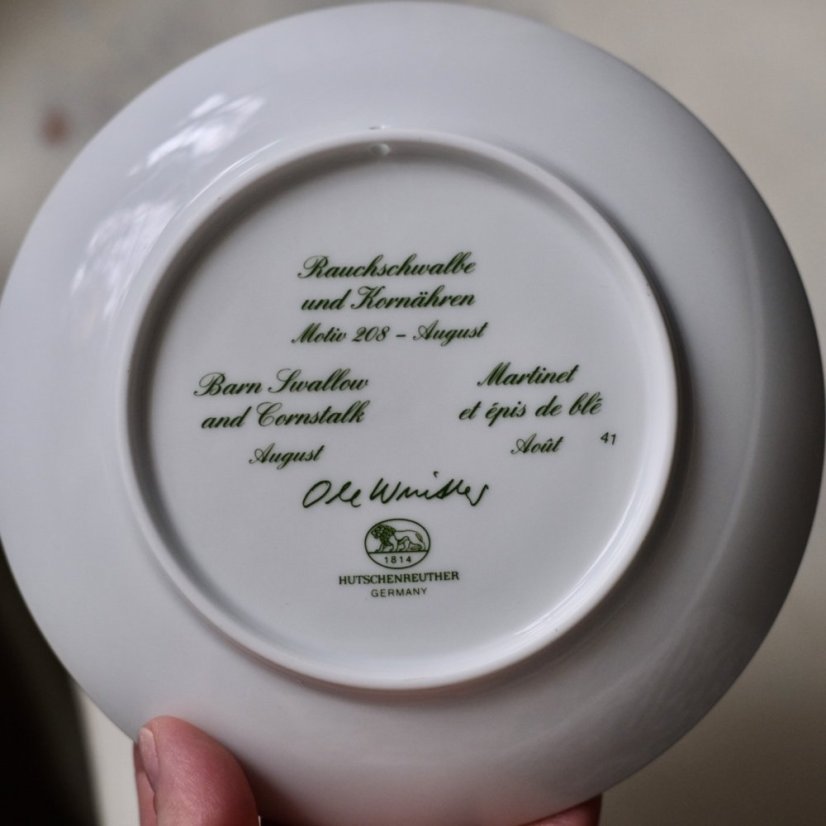 Rauchschwalbe
und Kornähren
Motiv 208 – August
Barn Swallow
and Cornstalk
August
Martinet
et épis de blé
Août
41
Ole Winther
1814
HUTSCHENREUTHER
GERMANY